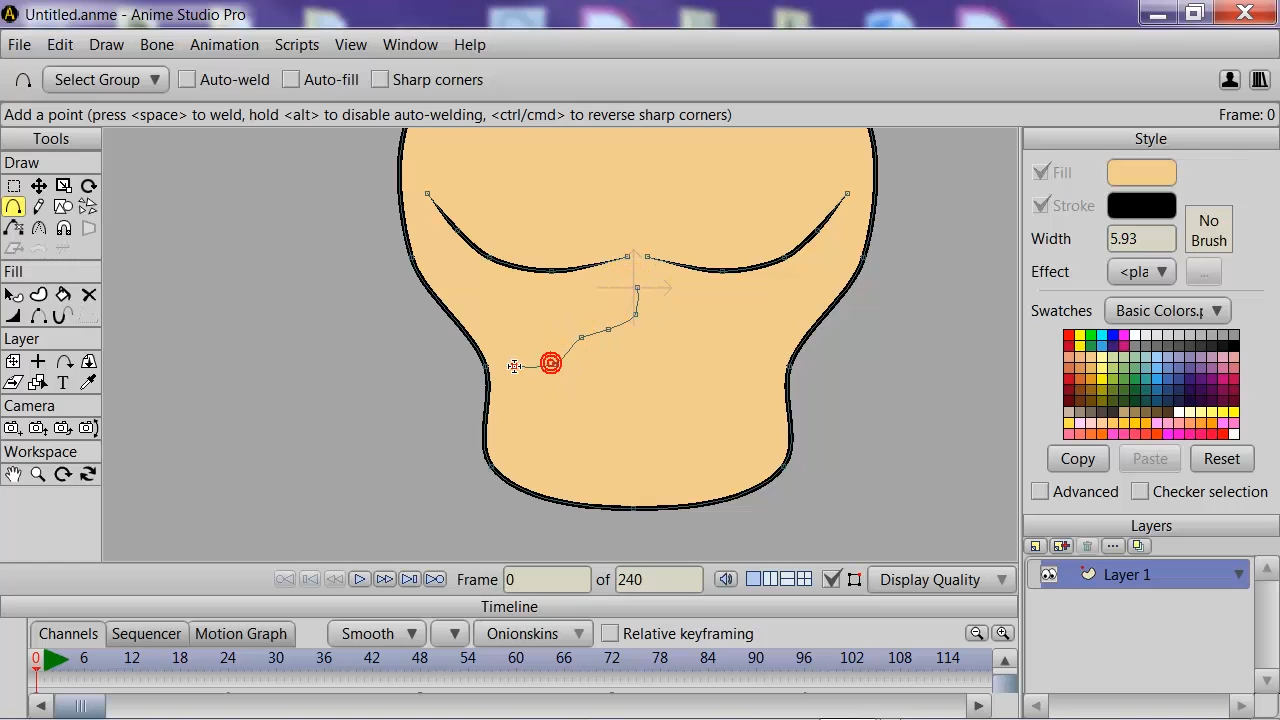 Untitled.anme - Anime Studio Pro
File Edit Draw Bone Animation Scripts View Window Help
Select Group Auto-weld Auto-fill Sharp corners
Add a point (press <space> to weld, hold <alt> to disable auto-welding, <ctrl/cmd> to reverse sharp corners) Frame: 0
Tools
Draw
Fill
Layer
Camera
Workspace
Style
Fill
Stroke
No Brush
Width 5.93
Effect <pla ...
Swatches Basic Colors.p
Copy Paste Reset
Advanced Checker selection
Layers
Layer 1
Frame 0 of 240 Display Quality
Timeline
Channels Sequencer Motion Graph Smooth Onionskins Relative keyframing
0 6 12 18 24 30 36 42 48 54 60 66 72 78 84 90 96 102 108 114